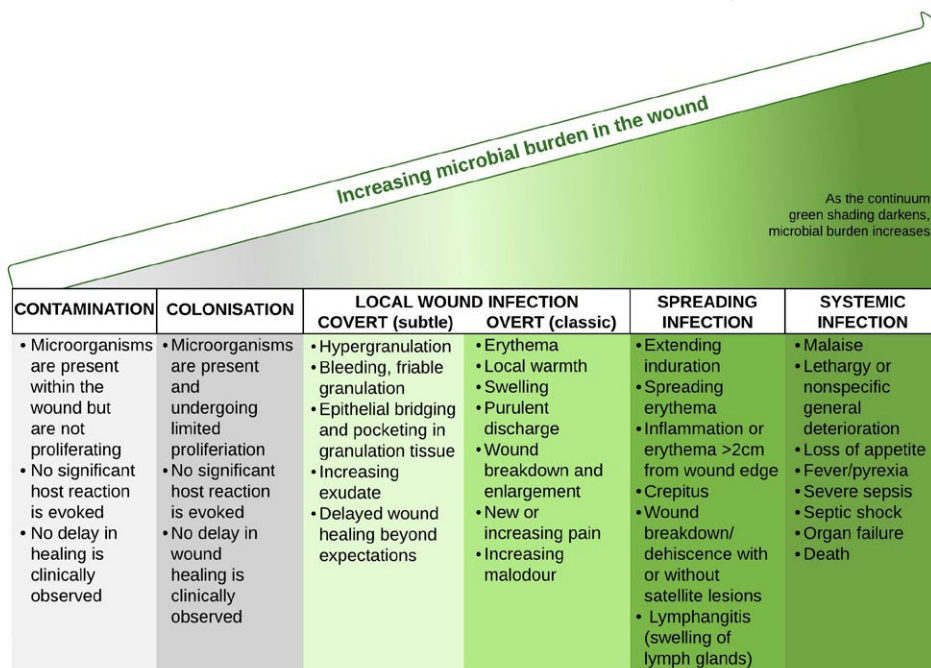 Increasing microbial burden in the wound
As the continuum
green shading darkens,
microbial burden increases
CONTAMINATION
• Microorganisms
are present
within the
wound but
are not
proliferating
• No significant
host reaction
is evoked
• No delay in
healing is
clinically
observed
COLONISATION
• Microorganisms
are present
and
undergoing
limited
proliferiation
• No significant
host reaction
is evoked
• No delay in
wound
healing is
clinically
observed
LOCAL WOUND INFECTION
COVERT (subtle)
• Hypergranulation
• Bleeding, friable
granulation
• Epithelial bridging
and pocketing in
granulation tissue
• Increasing
exudate
• Delayed wound
healing beyond
expectations
OVERT (classic)
• Erythema
• Local warmth
• Swelling
• Purulent
discharge
• Wound
breakdown and
enlargement
• New or
increasing pain
• Increasing
malodour
SPREADING
INFECTION
• Extending
induration
• Spreading
erythema
• Inflammation or
erythema >2cm
from wound edge
• Crepitus
• Wound
breakdown/
dehiscence with
or without
satellite lesions
• Lymphangitis
(swelling of
lymph glands)
SYSTEMIC
INFECTION
• Malaise
• Lethargy or
nonspecific
general
deterioration
• Loss of appetite
• Fever/pyrexia
• Severe sepsis
• Septic shock
• Organ failure
• Death